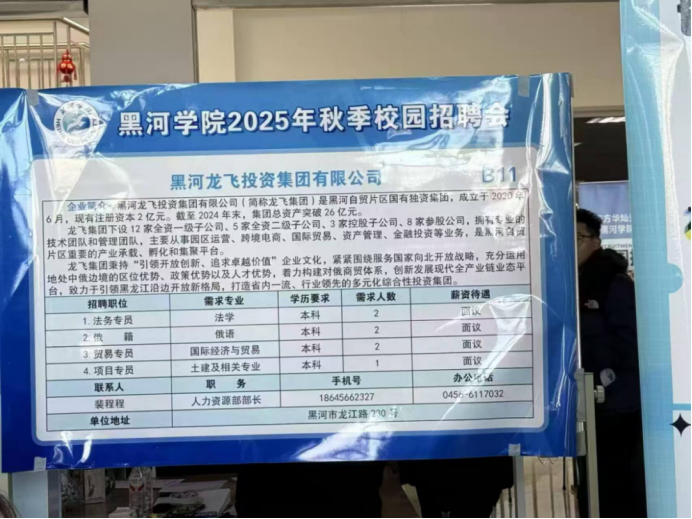 黑河学院2025年秋季校园招聘会
黑河龙飞投资集团有限公司 B11
企业简介：黑河龙飞投资集团有限公司（简称龙飞集团）是黑河自贸片区国有独资集团，成立于2020年
6月，现有注册资本2亿元。截至2024年末，集团总资产突破26亿元。
龙飞集团下设12家全资一级子公司、5家全资二级子公司、3家控股子公司、8家参股公司，拥有专业的
技术团队和管理团队，主要从事园区运营、跨境电商、国际贸易、资产管理、金融投资等业务，是黑河自贸
片区重要的产业承载、孵化和集聚平台。
龙飞集团秉持“引领开放创新、追求卓越价值”企业文化，紧紧围绕服务国家向北开放战略，充分运用
地处中俄边境的区位优势、政策优势以及人才优势，着力构建对俄商贸体系，创新发展现代全产业链业态平
台，致力于引领黑龙江沿边开放新格局，打造省内一流、行业领先的多元化综合性投资集团。
招聘职位 需求专业 学历要求 需求人数 薪资待遇
1. 法务专员 法学 本科 2 面议
2. 俄 籍 俄语 本科 2 面议
3. 贸易专员 国际经济与贸易 本科 2 面议
4. 项目专员 土建及相关专业 本科 1 面议
联系人 职 务 手机号 办公电话
裴程程 人力资源部部长 18645662327 0456-6117032
单位地址 黑河市龙江路230号